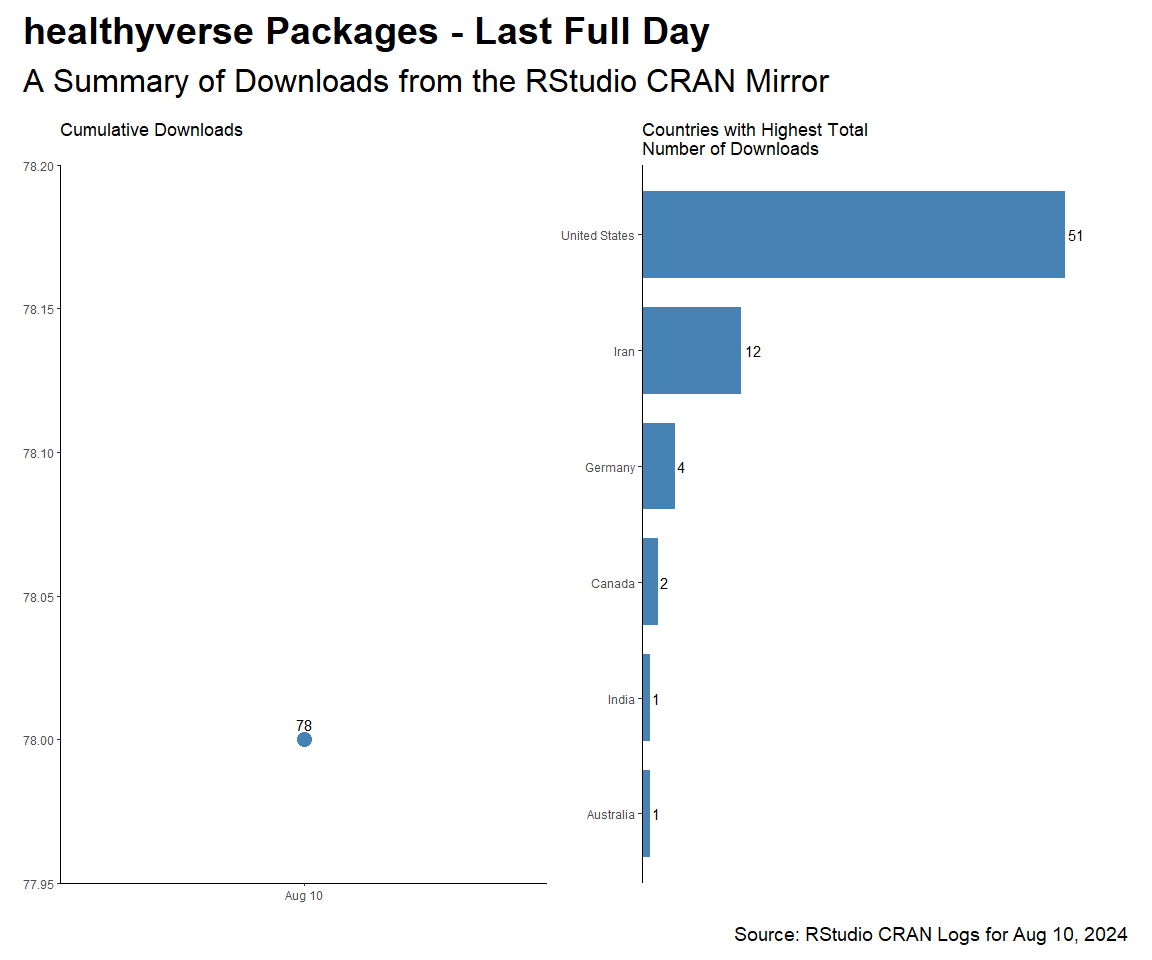 healthyverse Packages - Last Full Day
A Summary of Downloads from the RStudio CRAN Mirror
Cumulative Downloads
78.20
78.15
78.10
78.05
78.00
77.95
78
Aug 10
Countries with Highest Total
Number of Downloads
United States
51
Iran
12
Germany
4
Canada
2
India
1
Australia
1
Source: RStudio CRAN Logs for Aug 10, 2024